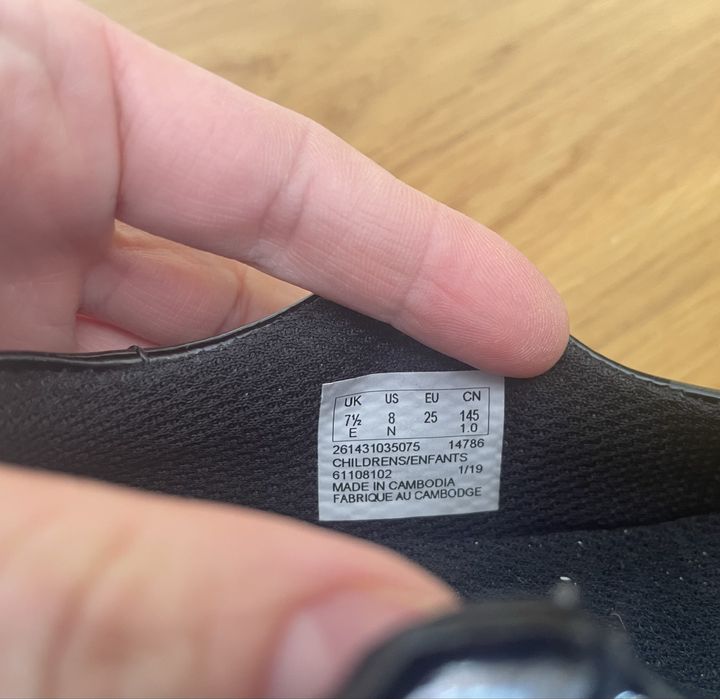 UK US EU CN
7½ 8 25 145
E N 1.0
261431035075 14786
CHILDRENS/ENFANTS
61108102 1/19
MADE IN CAMBODIA
FABRIQUE AU CAMBODGE